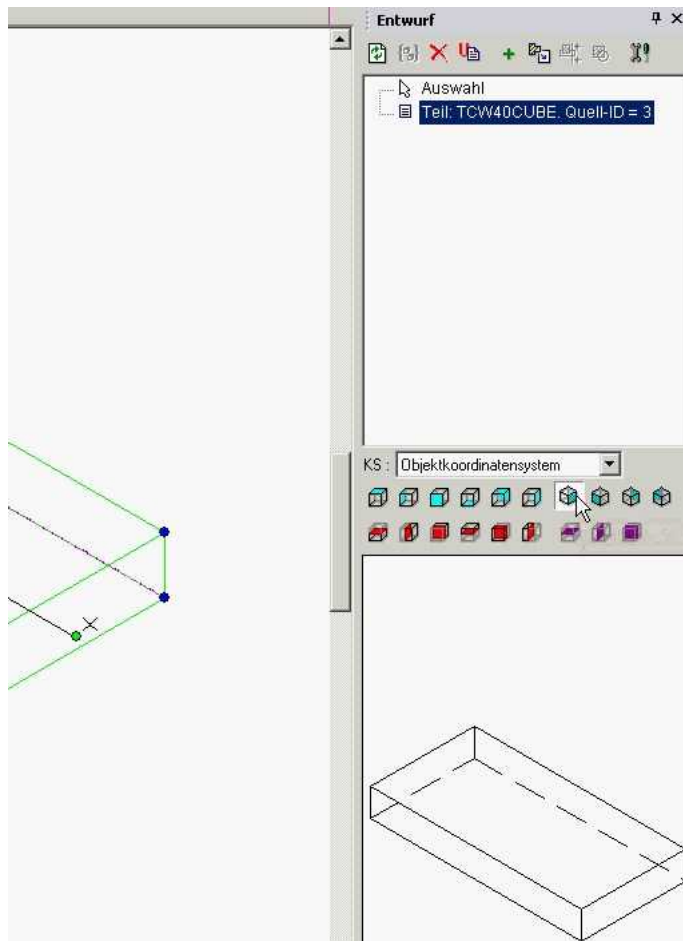 Entwurf
Auswahl
Teil: TCW40CUBE. Quell-ID = 3
KS : Objektkoordinatensystem
X